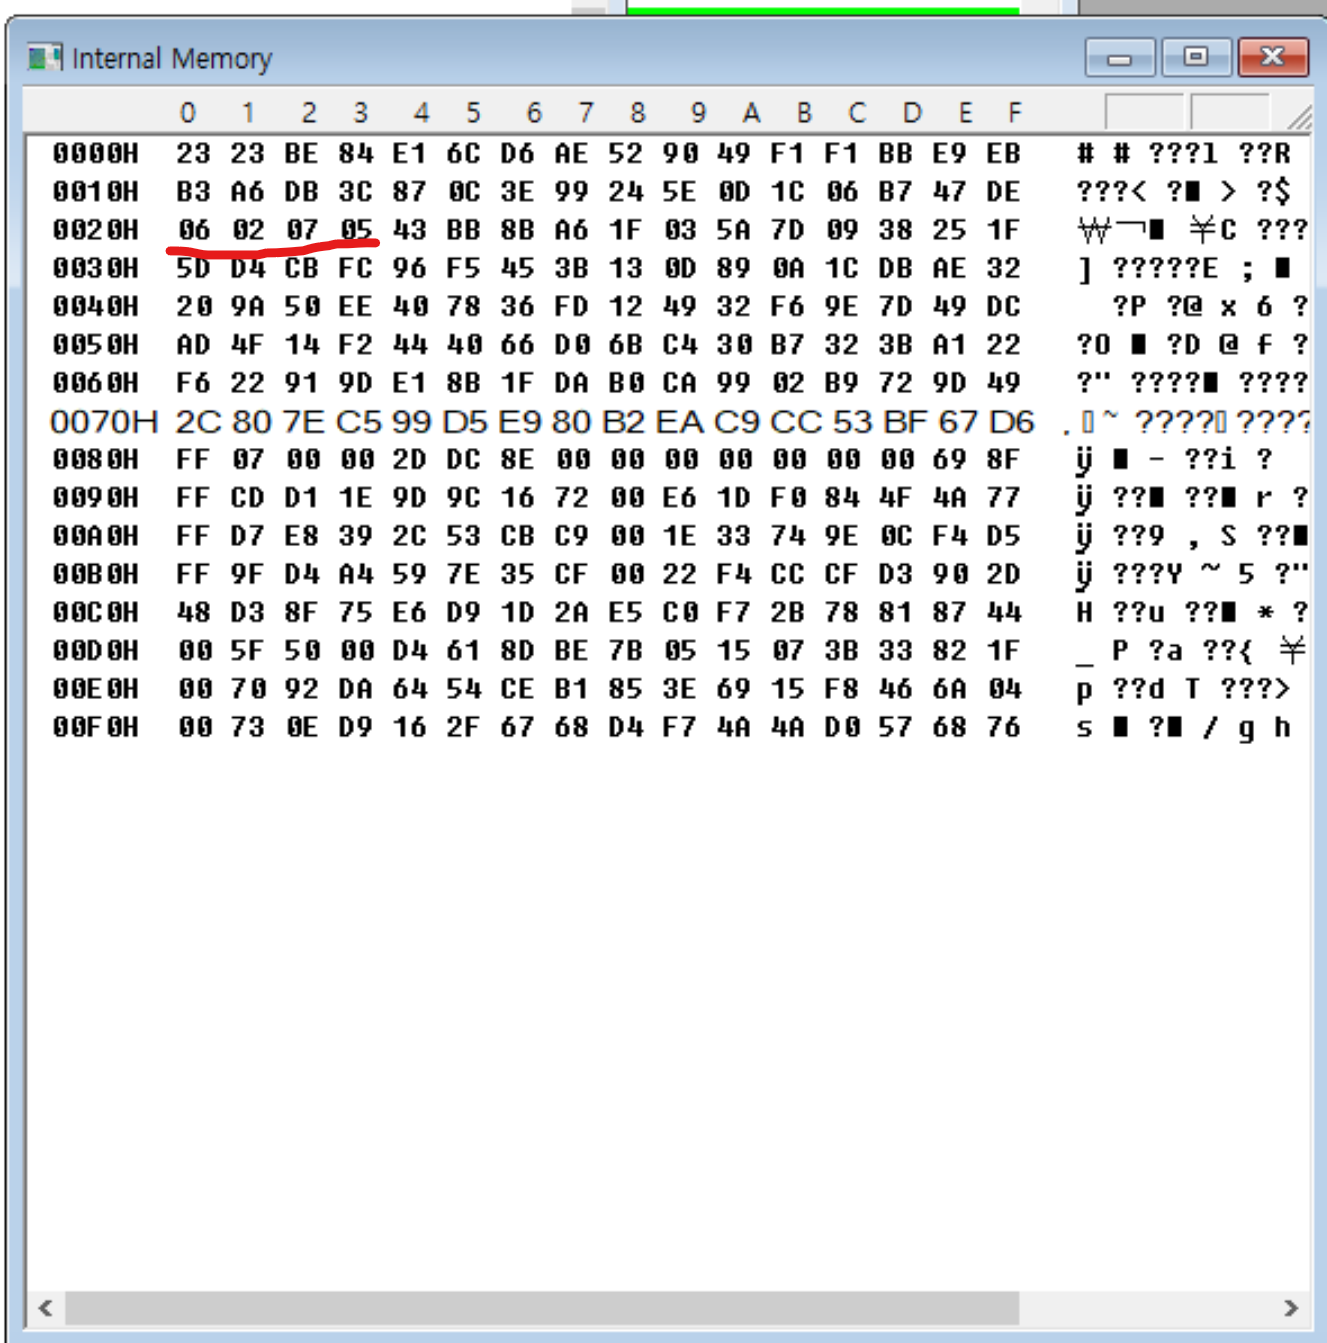 Internal Memory
0 1 2 3 4 5 6 7 8 9 A B C D E F
0000H 23 23 BE 84 E1 6C D6 AE 52 90 49 F1 F1 BB E9 EB # # ???l ??R
0010H B3 A6 DB 3C 87 0C 3E 99 24 5E 0D 1C 06 B7 47 DE ???< ?■ > ?$
0020H 06 02 07 05 43 BB 8B A6 1F 03 5A 7D 09 38 25 1F ₩¬■ ¥C ???
0030H 5D D4 CB FC 96 F5 45 3B 13 0D 89 0A 1C DB AE 32 ] ?????E ; ■
0040H 20 9A 50 EE 40 78 36 FD 12 49 32 F6 9E 7D 49 DC ?P ?@ x 6 ?
0050H AD 4F 14 F2 44 40 66 D0 6B C4 30 B7 32 3B A1 22 ?O ■ ?D @ f ?
0060H F6 22 91 9D E1 8B 1F DA B0 CA 99 02 B9 72 9D 49 ?" ????■ ????
0070H 2C 80 7E C5 99 D5 E9 80 B2 EA C9 CC 53 BF 67 D6 , ▯ ~ ????▯ ????
0080H FF 07 00 00 2D DC 8E 00 00 00 00 00 00 00 69 8F ÿ ■ - ??i ?
0090H FF CD D1 1E 9D 9C 16 72 00 E6 1D F0 84 4F 4A 77 ÿ ??■ ??■ r ?
00A0H FF D7 E8 39 2C 53 CB C9 00 1E 33 74 9E 0C F4 D5 ÿ ??9 , S ??■
00B0H FF 9F D4 A4 59 7E 35 CF 00 22 F4 CC CF D3 90 2D ÿ ???Y ~ 5 ?"
00C0H 48 D3 8F 75 E6 D9 1D 2A E5 C0 F7 2B 78 81 87 44 H ??u ??■ * ?
00D0H 00 5F 50 00 D4 61 8D BE 7B 05 15 07 3B 33 82 1F _ P ?a ??{ ¥
00E0H 00 70 92 DA 64 54 CE B1 85 3E 69 15 F8 46 6A 04 p ??d T ???>
00F0H 00 73 0E D9 16 2F 67 68 D4 F7 4A 4A D0 57 68 76 s ■ ?■ / g h